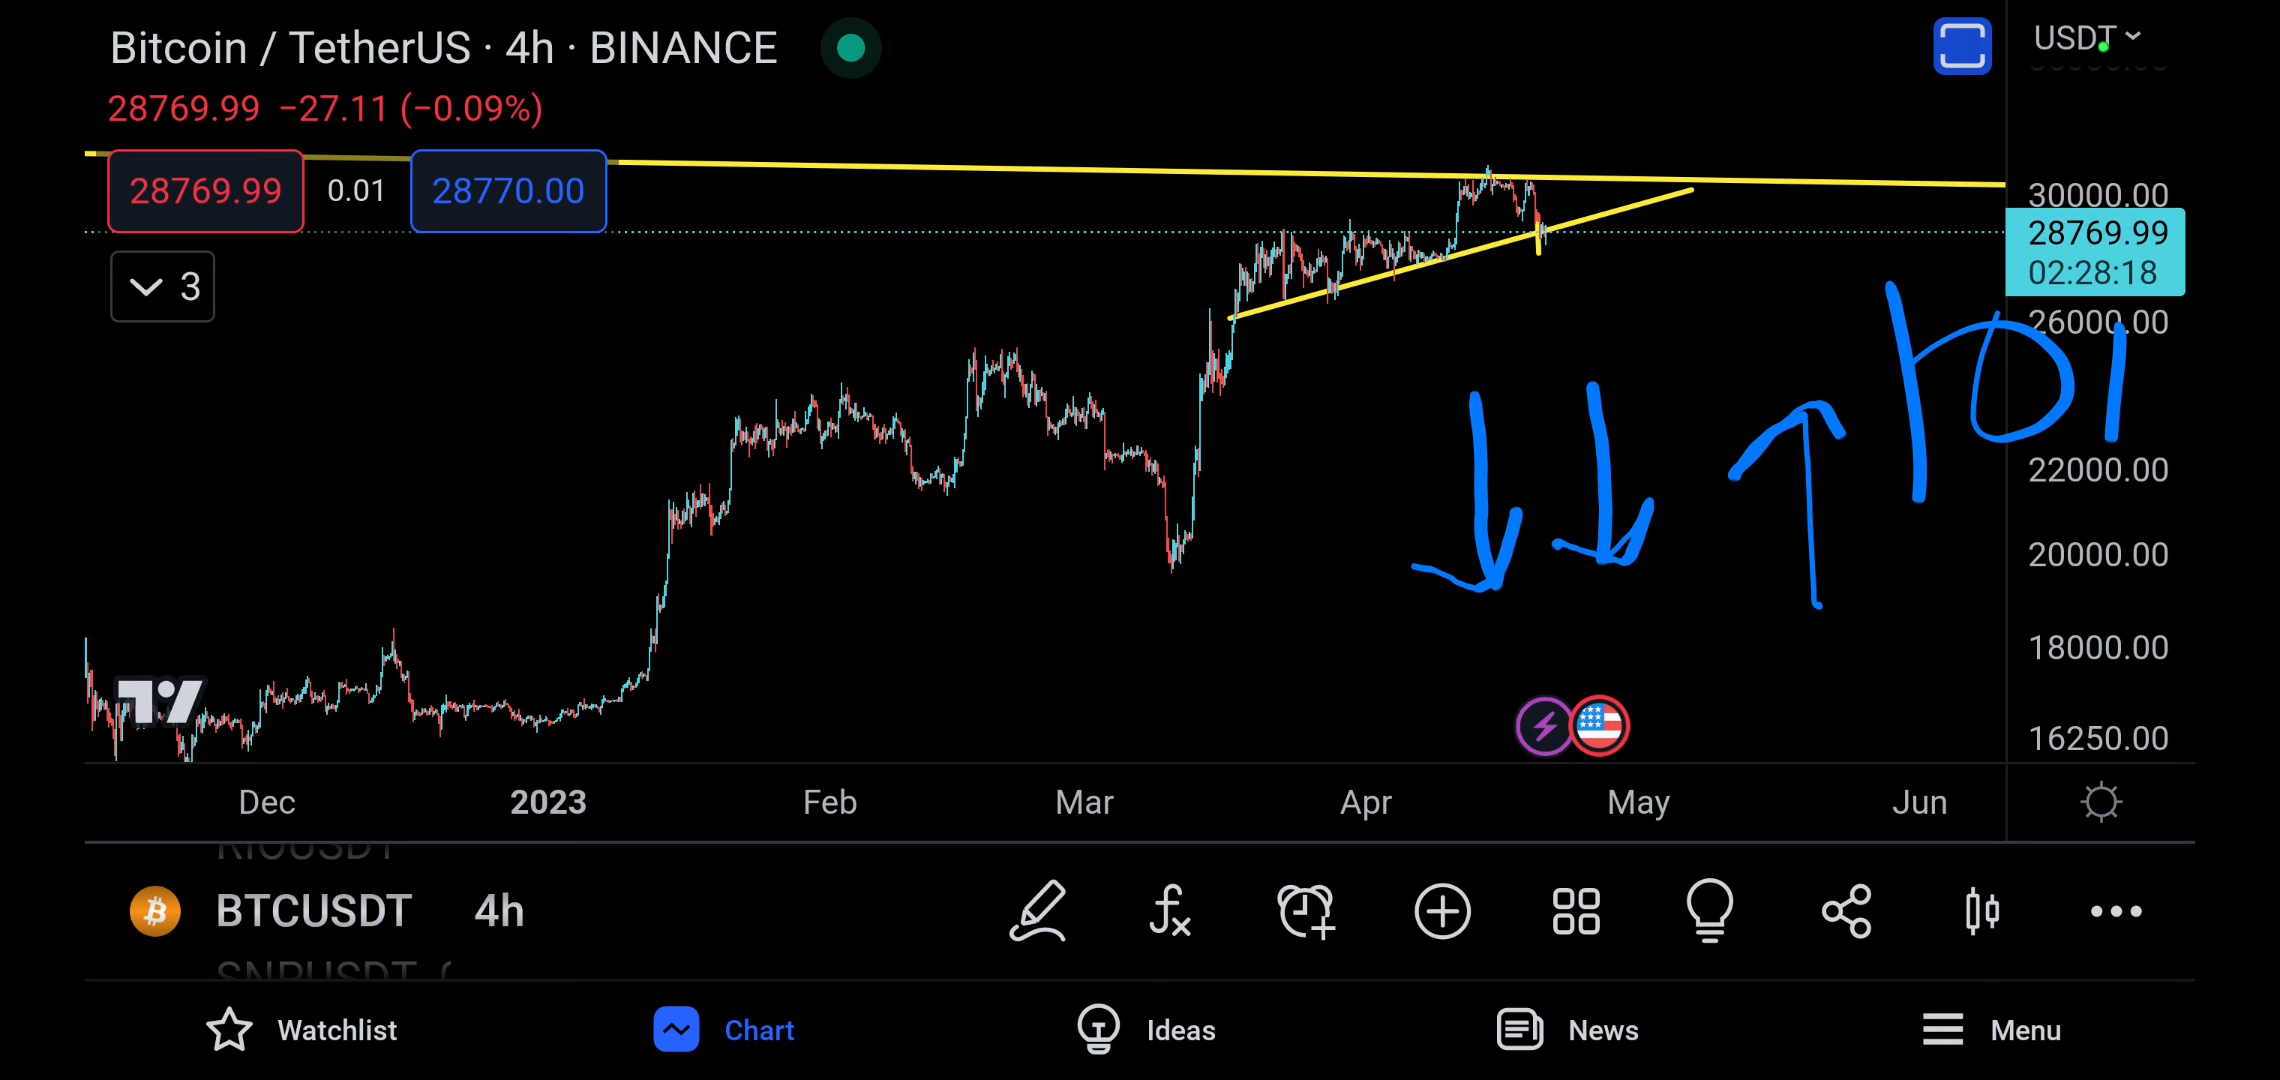 Bitcoin / TetherUS · 4h · BINANCE
USDT
28769.99 −27.11 (−0.09%)
28769.99 0.01 28770.00
30000.00
28769.99
02:28:18
3
26000.00
22000.00
20000.00
18000.00
16250.00
Dec 2023 Feb Mar Apr May Jun
BTCUSDT 4h
Watchlist Chart Ideas News Menu